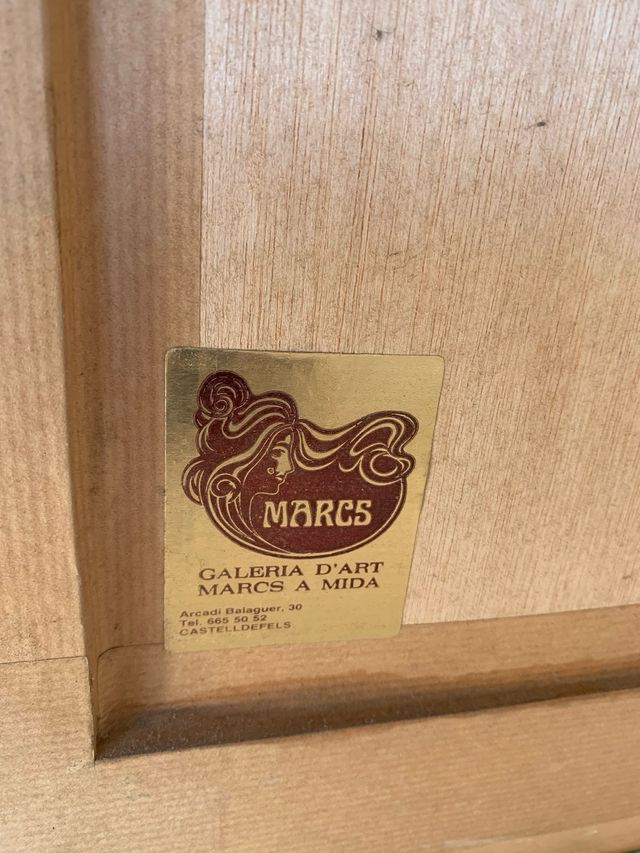 MARCS
GALERIA D'ART
MARCS A MIDA
Arcadi Balaguer, 30
Tel. 665 50 52
CASTELLDEFELS